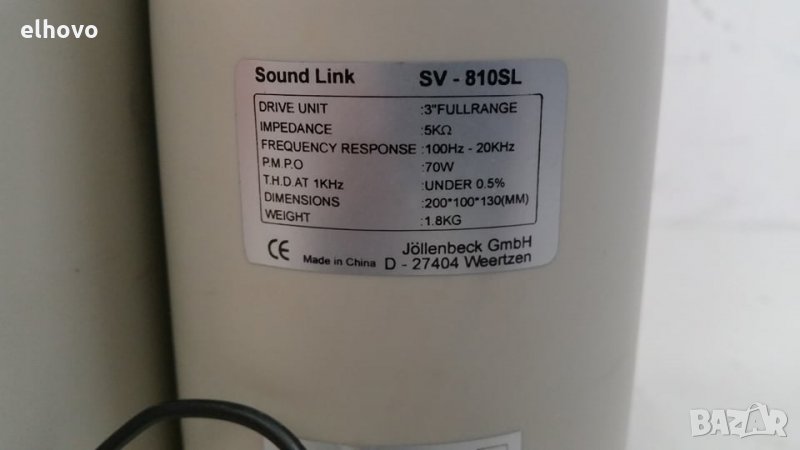 elhovo
Sound Link SV - 810SL
DRIVE UNIT :3"FULLRANGE
IMPEDANCE :5KΩ
FREQUENCY RESPONSE :100Hz - 20KHz
P.M.P.O :70W
T.H.D.AT 1KHz :UNDER 0.5%
DIMENSIONS :200*100*130(MM)
WEIGHT :1.8KG
CE Made in China Jöllenbeck GmbH
D - 27404 Weertzen
BAZAR